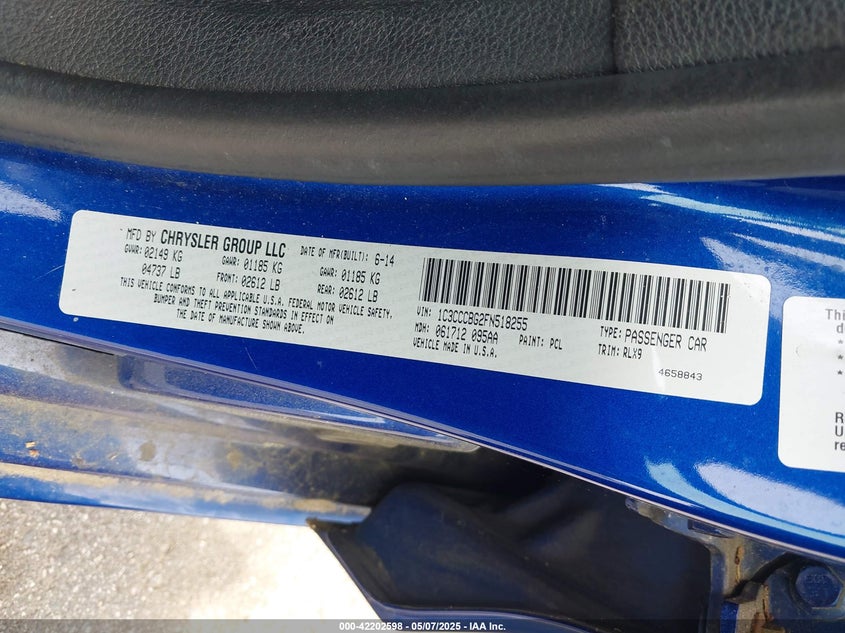 MFD BY CHRYSLER GROUP LLC
DATE OF MFR(BUILT): 6-14
GVWR: 02149 KG
04737 LB
GAWR: 01185 KG
FRONT: 02612 LB
GAWR: 01185 KG
REAR: 02612 LB
THIS VEHICLE CONFORMS TO ALL APPLICABLE U.S.A. FEDERAL MOTOR VEHICLE SAFETY,
BUMPER AND THEFT PREVENTION STANDARDS IN EFFECT ON
THE DATE OF MANUFACTURE SHOWN ABOVE.
VIN: 1C3CCCBG2FN518255
TYPE: PASSENGER CAR
MDH: 061712 095AA
PAINT: PCL
TRIM: RLX9
VEHICLE MADE IN U.S.A.
4658843
This
d
*
*
*
R
U
re
000-42202598 - 05/07/2025 - IAA Inc.